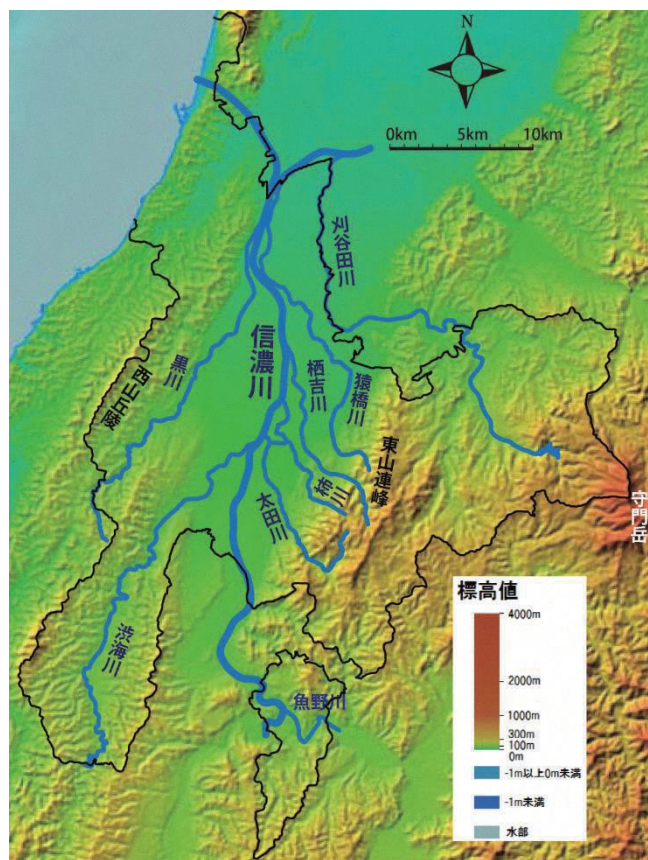 N
0km 5km 10km
刈谷田川
信濃川
黒川
西山丘陵
栖吉川
猿橋川
東山連峰
柿川
太田川
守門岳
渋海川
魚野川
標高値
4000m
2000m
1000m
300m
100m
0m
-1m以上0m未満
-1m未満
水部